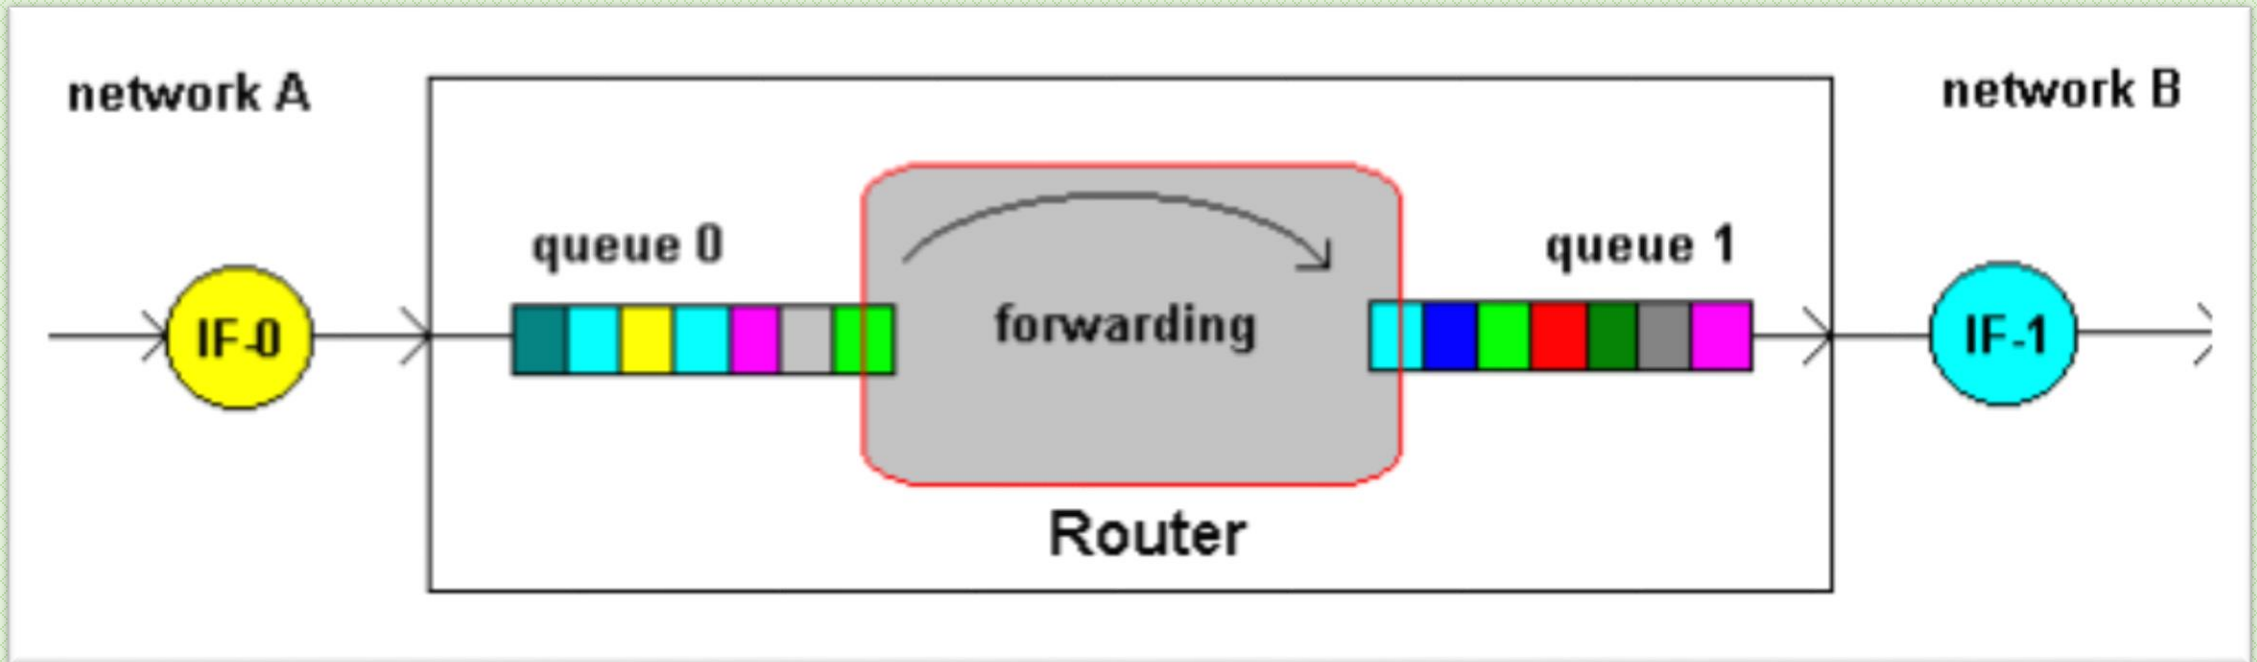 network A
network B
queue 0
queue 1
IF-0
forwarding
IF-1
Router